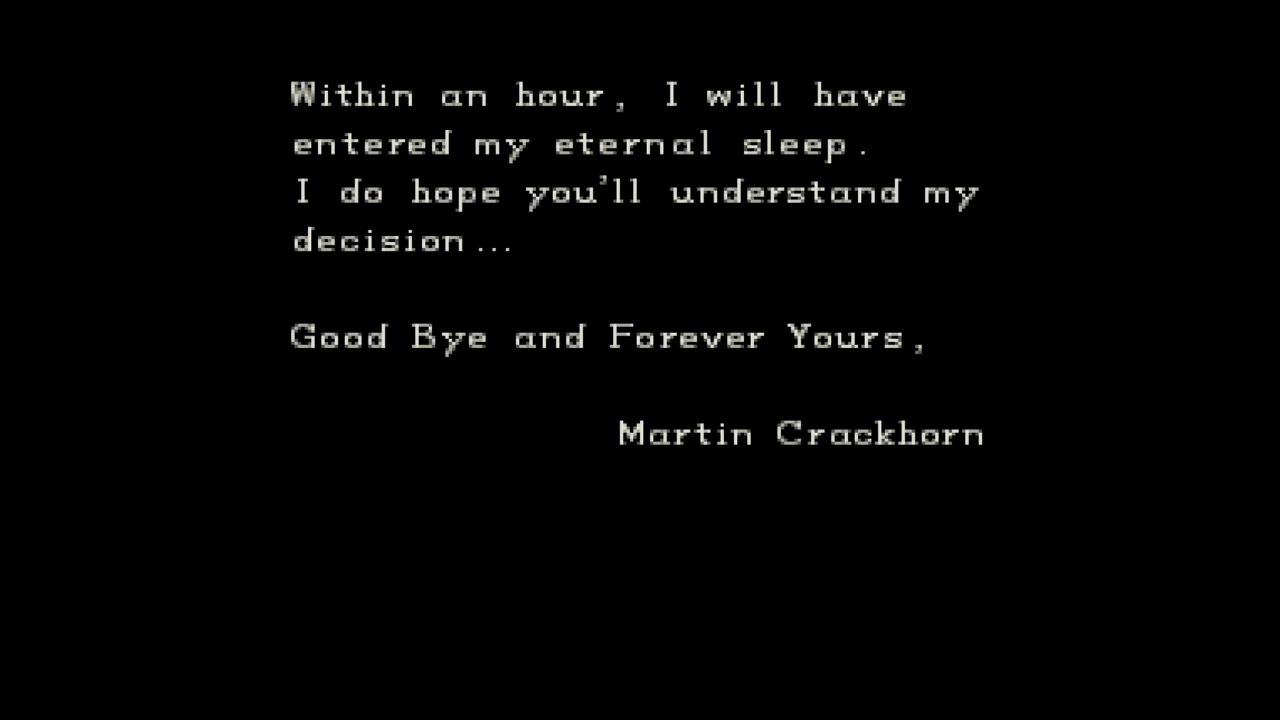 Within an hour, I will have
entered my eternal sleep.
I do hope you'll understand my
decision...
Good Bye and Forever Yours,
Martin Crackhorn